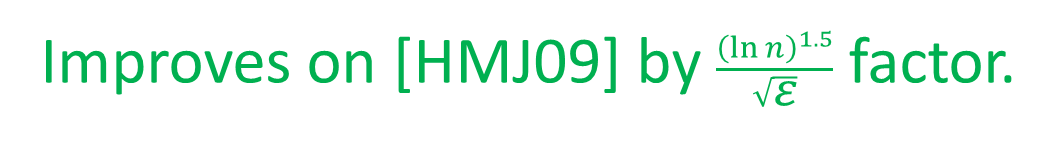 Improves on [HMJ09] by (ln n)^1.5 / √ℰ factor.